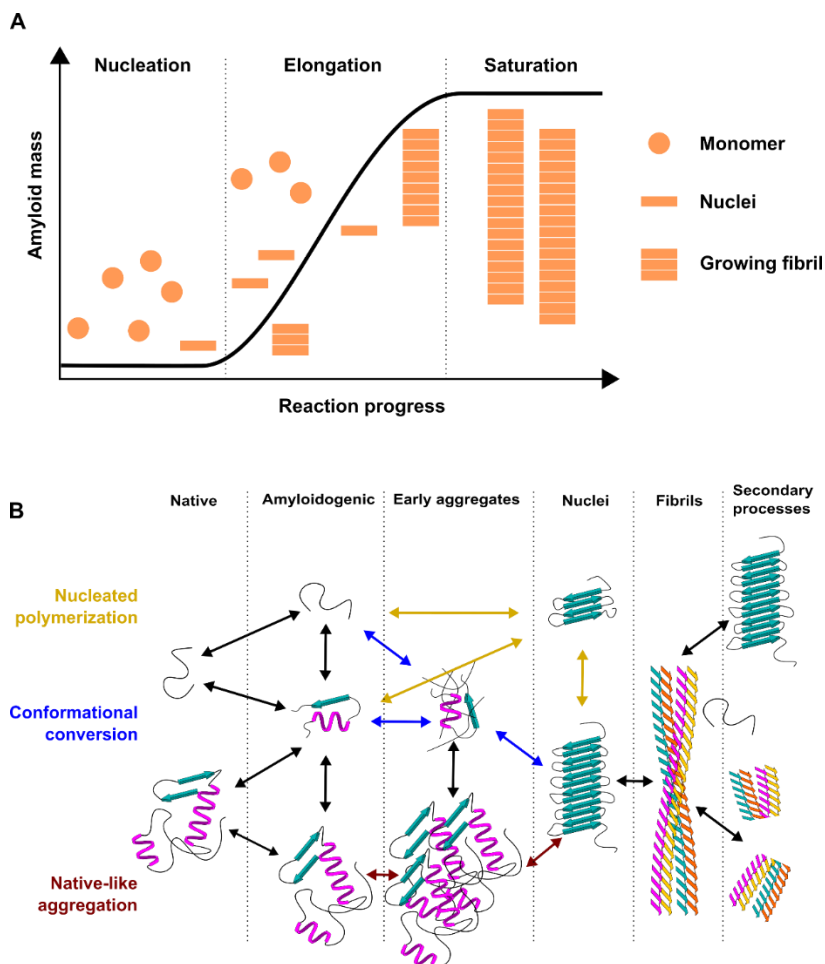 A
Nucleation
Elongation
Saturation
Amyloid mass
Monomer
Nuclei
Growing fibril
Reaction progress
B
Native
Amyloidogenic
Early aggregates
Nuclei
Fibrils
Secondary
processes
Nucleated
polymerization
Conformational
conversion
Native-like
aggregation